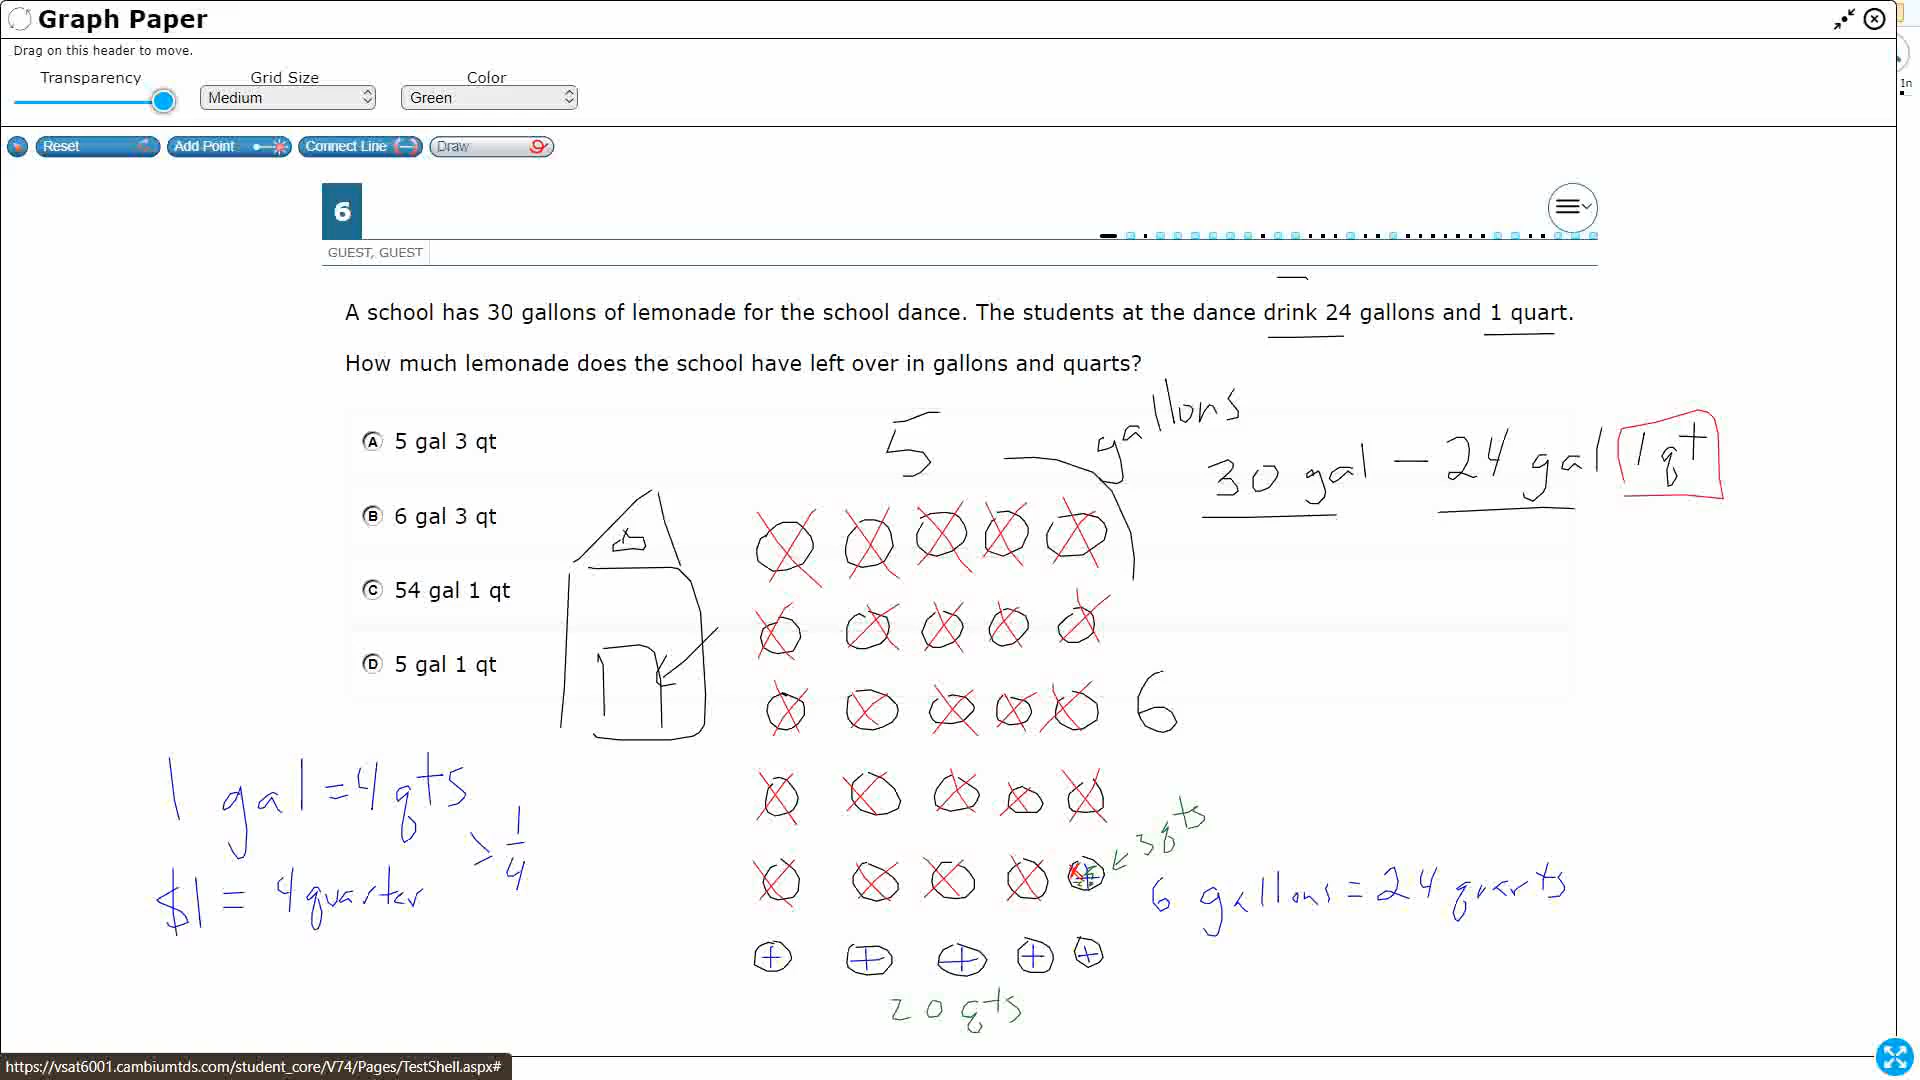 Graph Paper
Drag on this header to move.
Transparency
Grid Size
Color
Medium
Green
Reset
Add Point
Connect Line
Draw
6
GUEST, GUEST
A school has 30 gallons of lemonade for the school dance. The students at the dance drink 24 gallons and 1 quart.
How much lemonade does the school have left over in gallons and quarts?
A 5 gal 3 qt
B 6 gal 3 qt
C 54 gal 1 qt
D 5 gal 1 qt
5 gallons
30 gal – 24 gal 1 qt
6
1 gal = 4 qts
> 1/4
$1 = 4 quarter
3 qts
6 gallons = 24 quarts
20 qts
https://vsat6001.cambiumtds.com/student_core/V74/Pages/TestShell.aspx#
In